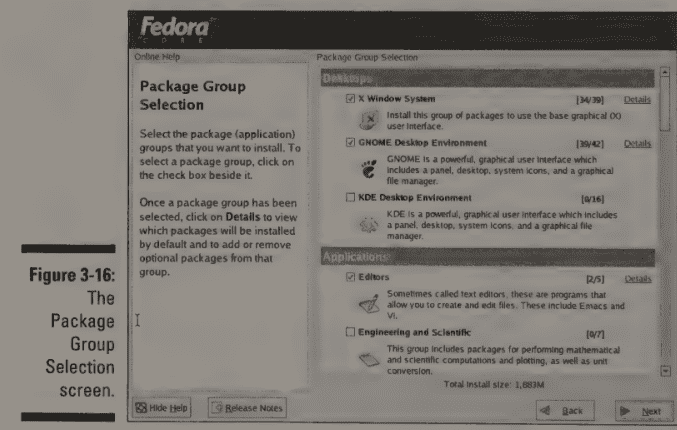 Fedora
CORE
Online Help
Package Group Selection
Package Group
Selection
Select the package (application)
groups that you want to install. To
select a package group, click on
the check box beside it.
Once a package group has been
selected, click on Details to view
which packages will be installed
by default and to add or remove
optional packages from that
group.
Desktops
X Window System [34/39] Details
Install this group of packages to use the base graphical (X)
user interface.
GNOME Desktop Environment [39/42] Details
GNOME is a powerful, graphical user interface which
includes a panel, desktop, system icons, and a graphical
file manager.
KDE Desktop Environment [0/16]
KDE is a powerful, graphical user interface which includes
a panel, desktop, system icons, and a graphical file
manager.
Applications
Editors [2/5] Details
Sometimes called text editors, these are programs that
allow you to create and edit files. These include Emacs and
Vi.
Engineering and Scientific [0/7]
This group includes packages for performing mathematical
and scientific computations and plotting, as well as unit
conversion.
Total install size: 1,883M
Hide Help
Release Notes
Back
Next
Figure 3-16:
The
Package
Group
Selection
screen.